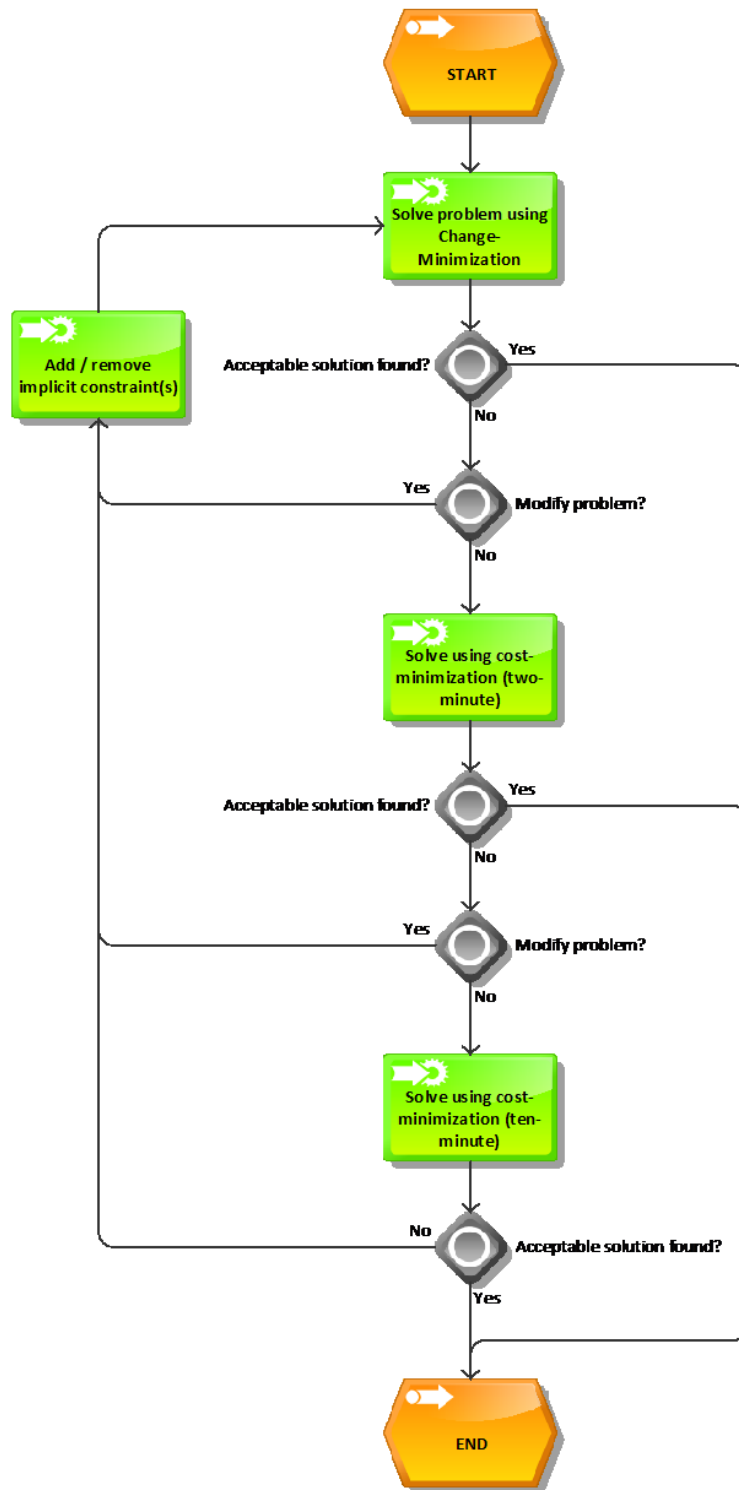 START
Solve problem using
Change-
Minimization
Acceptable solution found?
Yes
No
Add / remove
implicit constraint(s)
Yes
Modify problem?
No
Solve using cost-
minimization (two-
minute)
Acceptable solution found?
Yes
No
Yes
Modify problem?
No
Solve using cost-
minimization (ten-
minute)
No
Acceptable solution found?
Yes
END